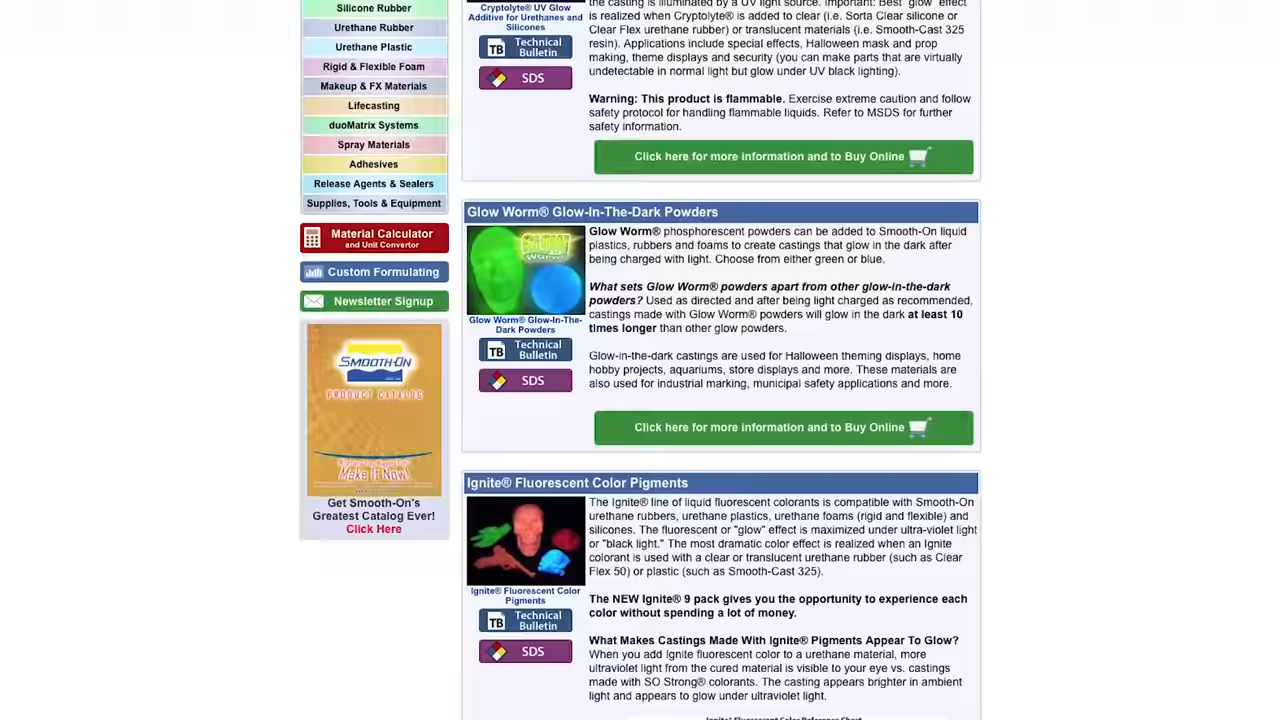 Silicone Rubber
Urethane Rubber
Urethane Plastic
Rigid & Flexible Foam
Makeup & FX Materials
Lifecasting
duoMatrix Systems
Spray Materials
Adhesives
Release Agents & Sealers
Supplies, Tools & Equipment
Material Calculator
and Unit Convertor
Custom Formulating
Newsletter Signup
SMOOTH-ON
PRODUCT CATALOG
Make It Now!
Get Smooth-On's
Greatest Catalog Ever!
Click Here
Cryptolyte® UV Glow
Additive for Urethanes and
Silicones
TB Technical
Bulletin
SDS
the casting is illuminated by a UV light source. Important: Best "glow" effect
is realized when Cryptolyte® is added to clear (i.e. Sorta Clear silicone or
Clear Flex urethane rubber) or translucent materials (i.e. Smooth-Cast 325
resin). Applications include special effects, Halloween mask and prop
making, theme displays and security (you can make parts that are virtually
undetectable in normal light but glow under UV black lighting).
Warning: This product is flammable. Exercise extreme caution and follow
safety protocol for handling flammable liquids. Refer to MSDS for further
safety information.
Click here for more information and to Buy Online
Glow Worm® Glow-In-The-Dark Powders
GLOW
Worm
Glow Worm® Glow-In-The-
Dark Powders
TB Technical
Bulletin
SDS
Glow Worm® phosphorescent powders can be added to Smooth-On liquid
plastics, rubbers and foams to create castings that glow in the dark after
being charged with light. Choose from either green or blue.
What sets Glow Worm® powders apart from other glow-in-the-dark
powders? Used as directed and after being light charged as recommended,
castings made with Glow Worm® powders will glow in the dark at least 10
times longer than other glow powders.
Glow-in-the-dark castings are used for Halloween theming displays, home
hobby projects, aquariums, store displays and more. These materials are
also used for industrial marking, municipal safety applications and more.
Click here for more information and to Buy Online
Ignite® Fluorescent Color Pigments
Ignite® Fluorescent Color
Pigments
TB Technical
Bulletin
SDS
The Ignite® line of liquid fluorescent colorants is compatible with Smooth-On
urethane rubbers, urethane plastics, urethane foams (rigid and flexible) and
silicones. The fluorescent or "glow" effect is maximized under ultra-violet light
or "black light." The most dramatic color effect is realized when an Ignite
colorant is used with a clear or translucent urethane rubber (such as Clear
Flex 50) or plastic (such as Smooth-Cast 325).
The NEW Ignite® 9 pack gives you the opportunity to experience each
color without spending a lot of money.
What Makes Castings Made With Ignite® Pigments Appear To Glow?
When you add Ignite fluorescent color to a urethane material, more
ultraviolet light from the cured material is visible to your eye vs. castings
made with SO Strong® colorants. The casting appears brighter in ambient
light and appears to glow under ultraviolet light.
Ignite® Fluorescent Color Reference Chart